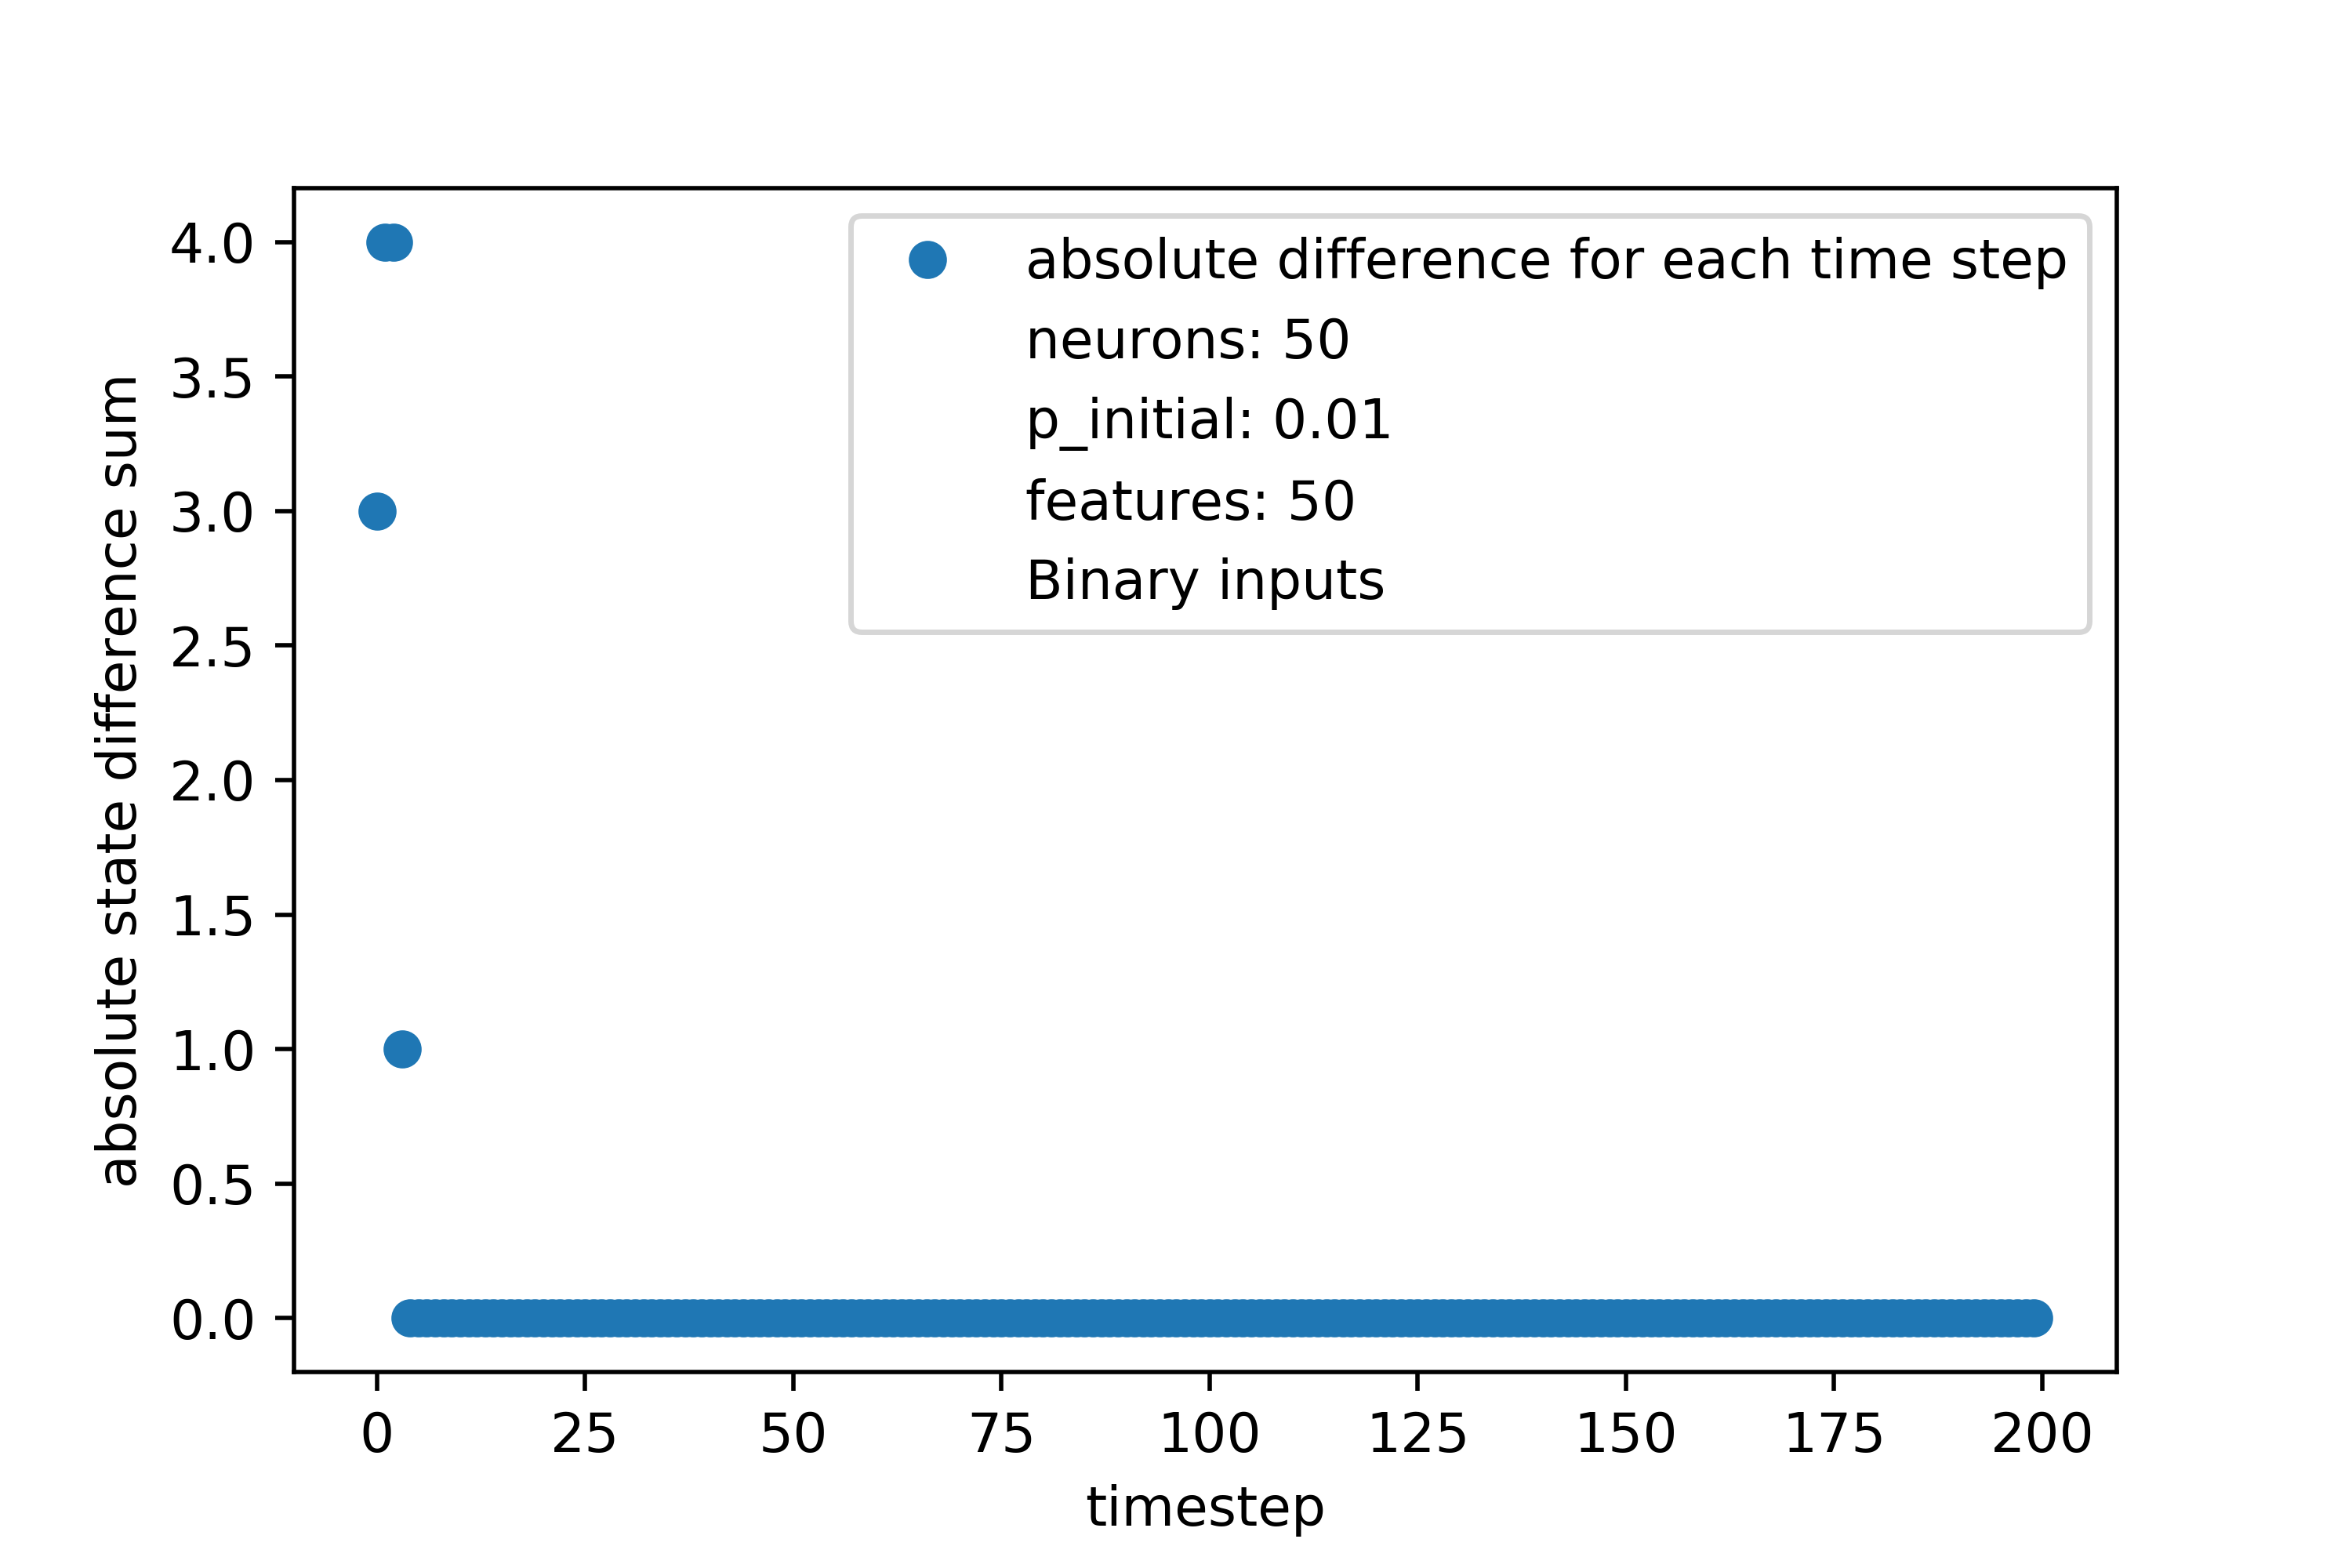 absolute difference for each time step
neurons: 50
p_initial: 0.01
features: 50
Binary inputs
absolute state difference sum
4.0
3.5
3.0
2.5
2.0
1.5
1.0
0.5
0.0
0 25 50 75 100 125 150 175 200
timestep